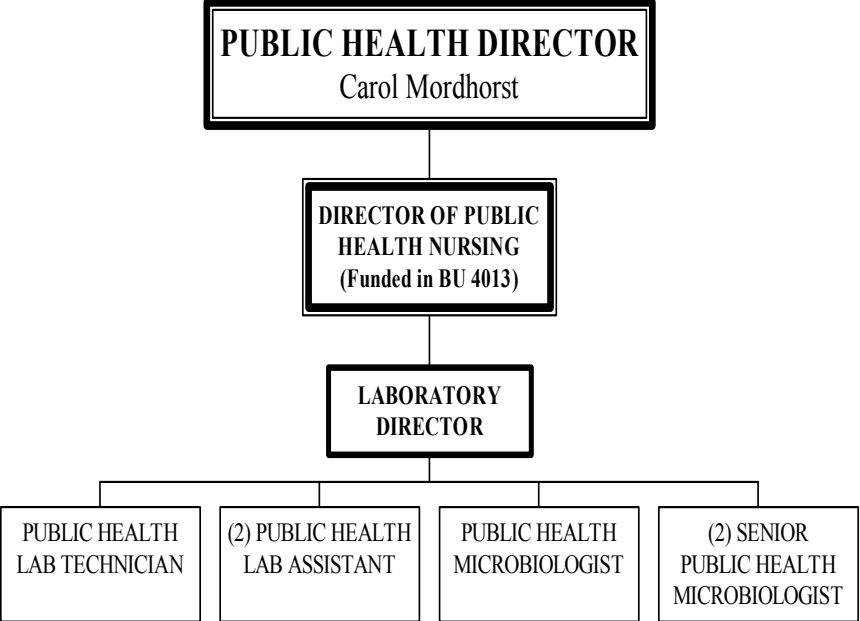 PUBLIC HEALTH DIRECTOR
Carol Mordhorst
DIRECTOR OF PUBLIC
HEALTH NURSING
(Funded in BU 4013)
LABORATORY
DIRECTOR
PUBLIC HEALTH
LAB TECHNICIAN
(2) PUBLIC HEALTH
LAB ASSISTANT
PUBLIC HEALTH
MICROBIOLOGIST
(2) SENIOR
PUBLIC HEALTH
MICROBIOLOGIST